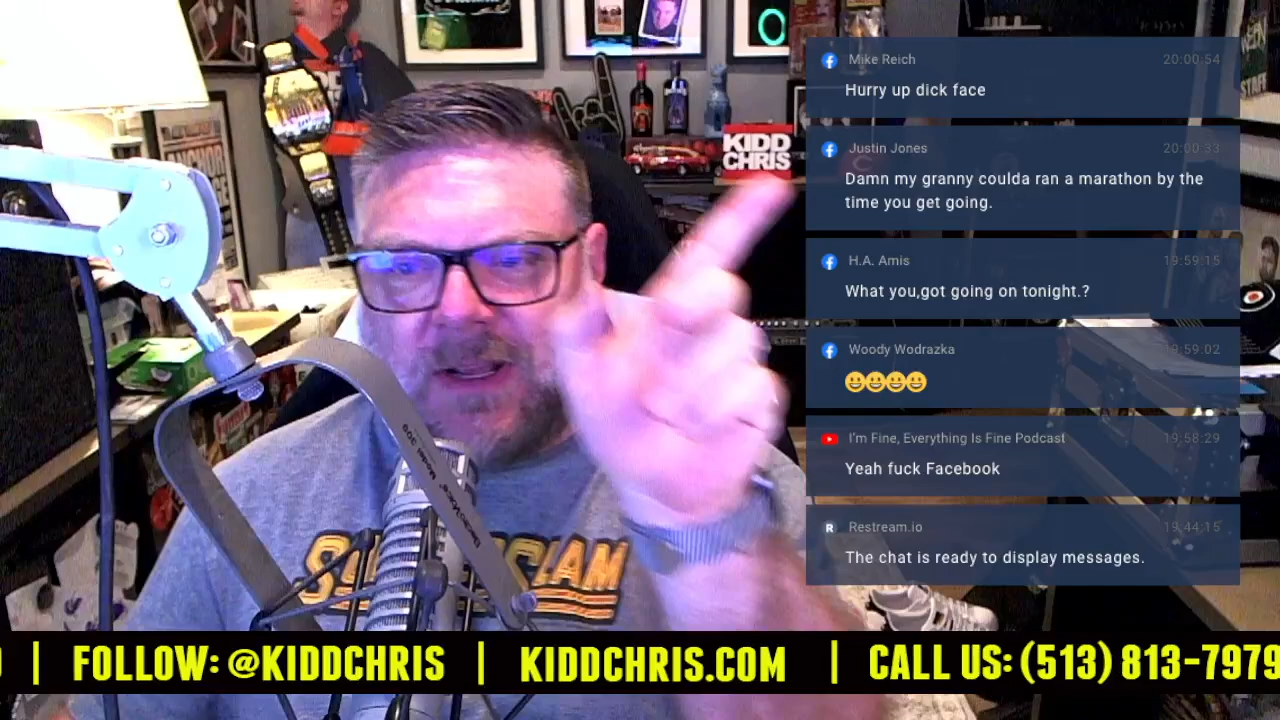 Mike Reich 20:00:54
Hurry up dick face
Justin Jones 20:00:33
Damn my granny coulda ran a marathon by the
time you get going.
H.A. Amis 19:59:15
What you,got going on tonight.?
Woody Wodrazka 19:59:02
😀😀😀😀
I'm Fine, Everything Is Fine Podcast 19:58:29
Yeah fuck Facebook
R Restream.io 19:44:15
The chat is ready to display messages.
KIDD
CHRIS
ANCHOR
STAFF
| FOLLOW: @KIDDCHRIS | KIDDCHRIS.COM | CALL US: (513) 813-7979